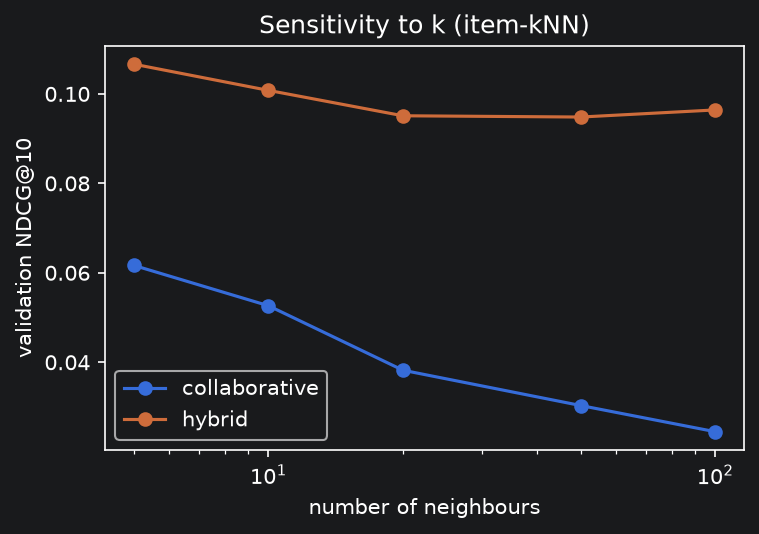 Sensitivity to k (item-kNN)
validation NDCG@10
0.10
0.08
0.06
0.04
collaborative
hybrid
10¹
10²
number of neighbours